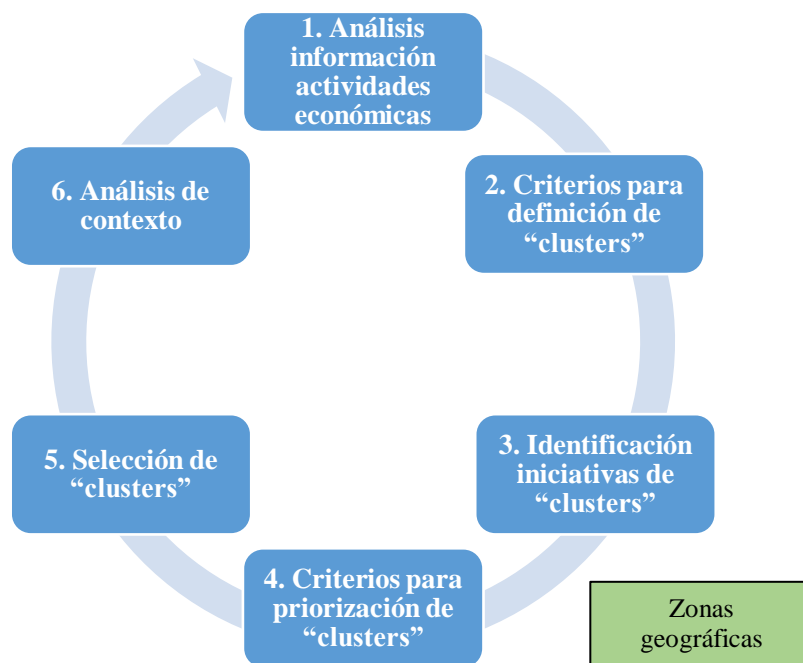 1. Análisis
información
actividades
económicas
2. Criterios para
definición de
“clusters”
3. Identificación
iniciativas de
“clusters”
4. Criterios para
priorización de
“clusters”
5. Selección de
“clusters”
6. Análisis de
contexto
Zonas
geográficas